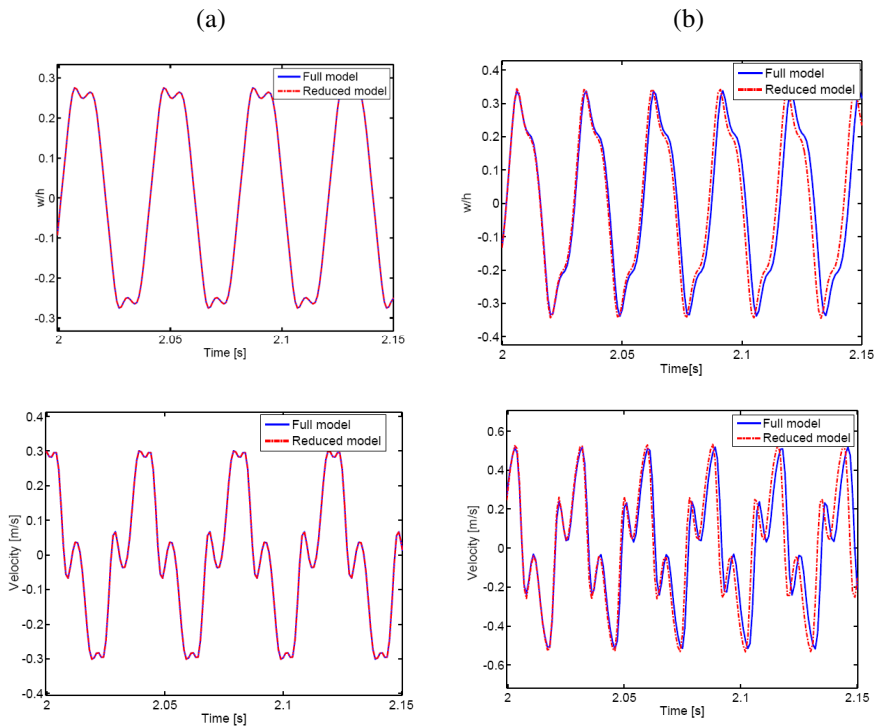 (a)
(b)
Full model
Reduced model
0.3
0.2
0.1
0
-0.1
-0.2
-0.3
w/h
2
2.05
2.1
2.15
Time [s]
Full model
Reduced model
0.4
0.3
0.2
0.1
0
-0.1
-0.2
-0.3
-0.4
w/h
2
2.05
2.1
2.15
Time[s]
Full model
Reduced model
0.4
0.3
0.2
0.1
0
-0.1
-0.2
-0.3
-0.4
Velocity [m/s]
2
2.05
2.1
2.15
Time [s]
Full model
Reduced model
0.6
0.4
0.2
0
-0.2
-0.4
-0.6
Velocity [m/s]
2
2.05
2.1
2.15
Time [s]